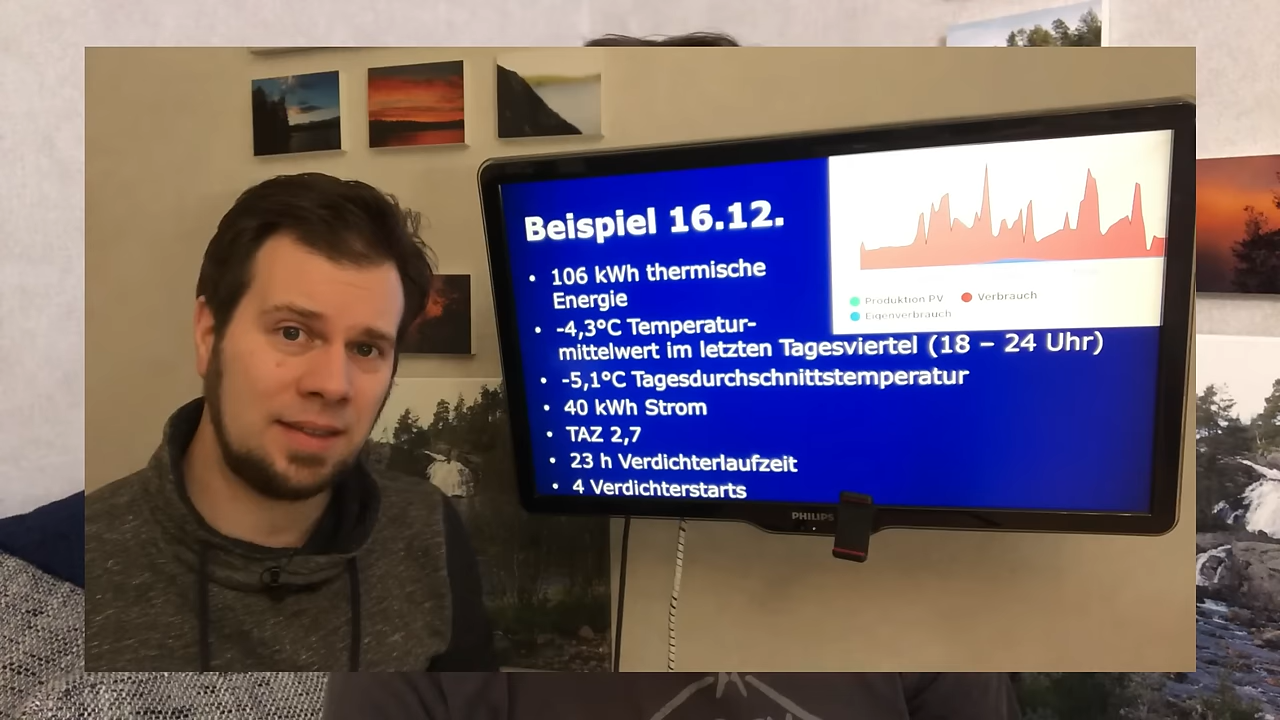 Beispiel 16.12.
• 106 kWh thermische
Energie
• -4,3°C Temperatur-
mittelwert im letzten Tagesviertel (18 – 24 Uhr)
• -5,1°C Tagesdurchschnittstemperatur
• 40 kWh Strom
• TAZ 2,7
• 23 h Verdichterlaufzeit
• 4 Verdichterstarts
Produktion PV
Verbrauch
Eigenverbrauch
PHILIPS